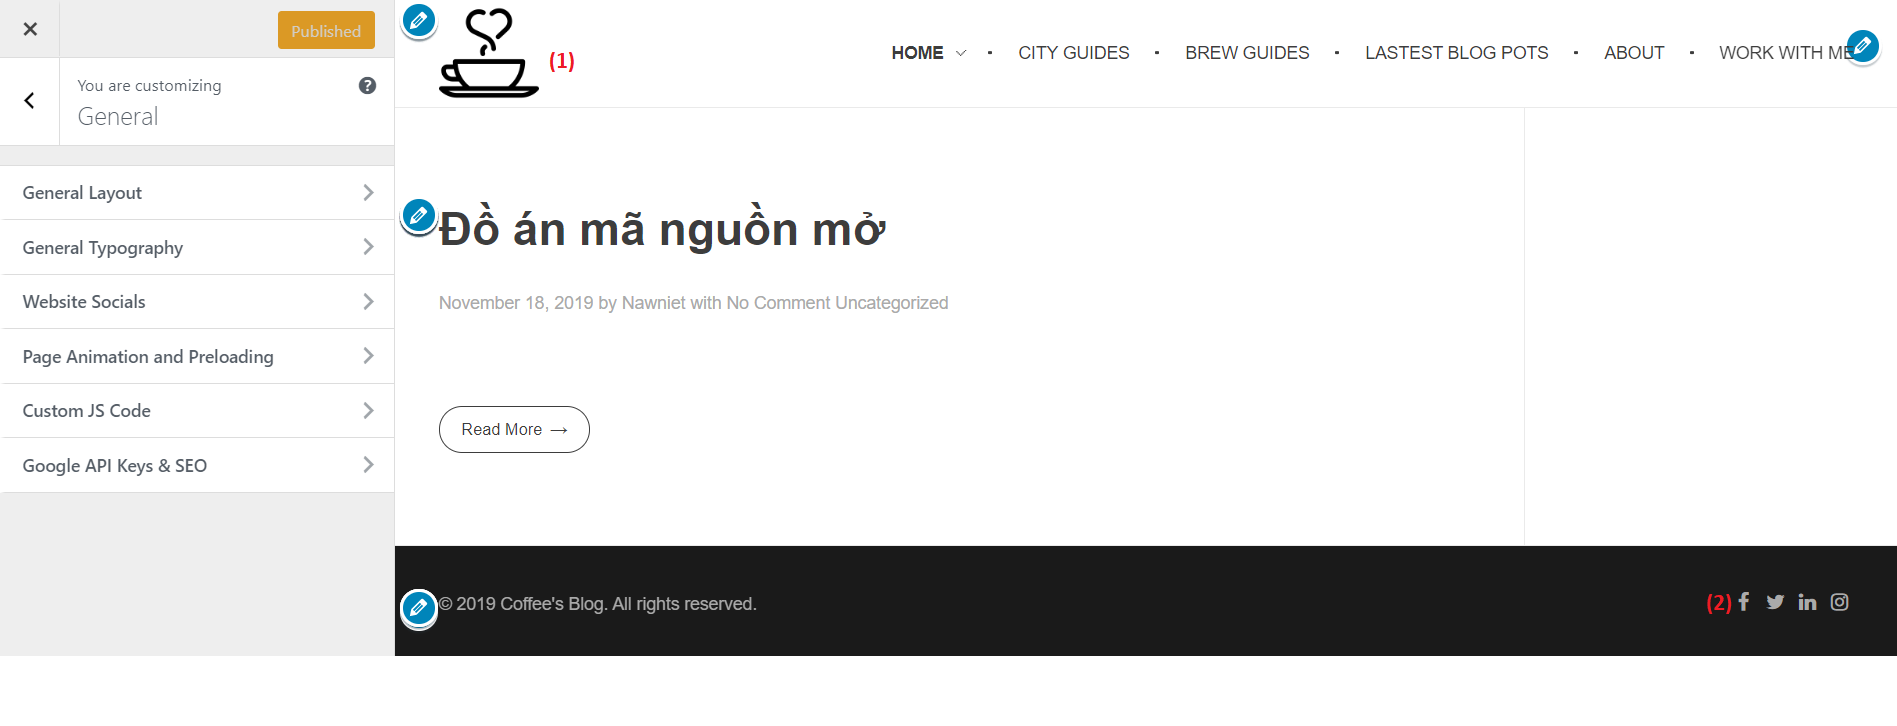 Published
You are customizing
General
General Layout
General Typography
Website Socials
Page Animation and Preloading
Custom JS Code
Google API Keys & SEO
(1)
HOME · CITY GUIDES · BREW GUIDES · LASTEST BLOG POTS · ABOUT · WORK WITH ME
Đồ án mã nguồn mở
November 18, 2019 by Nawniet with No Comment Uncategorized
Read More →
© 2019 Coffee's Blog. All rights reserved.
(2)